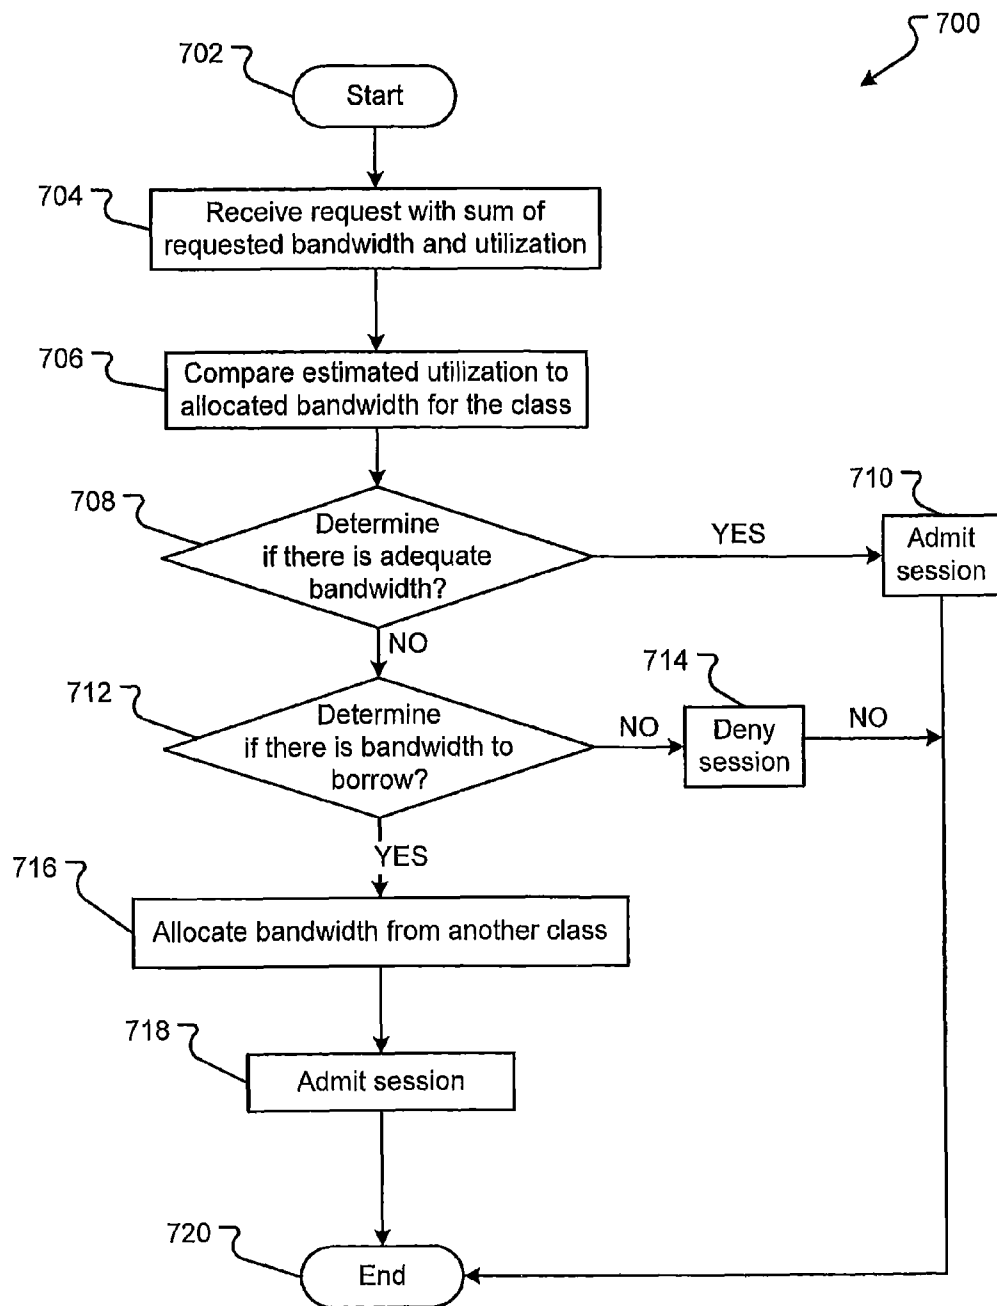 700
702
Start
704
Receive request with sum of
requested bandwidth and utilization
706
Compare estimated utilization to
allocated bandwidth for the class
708
Determine
if there is adequate
bandwidth?
YES
710
Admit
session
NO
712
Determine
if there is bandwidth to
borrow?
NO
714
Deny
session
NO
YES
716
Allocate bandwidth from another class
718
Admit session
720
End